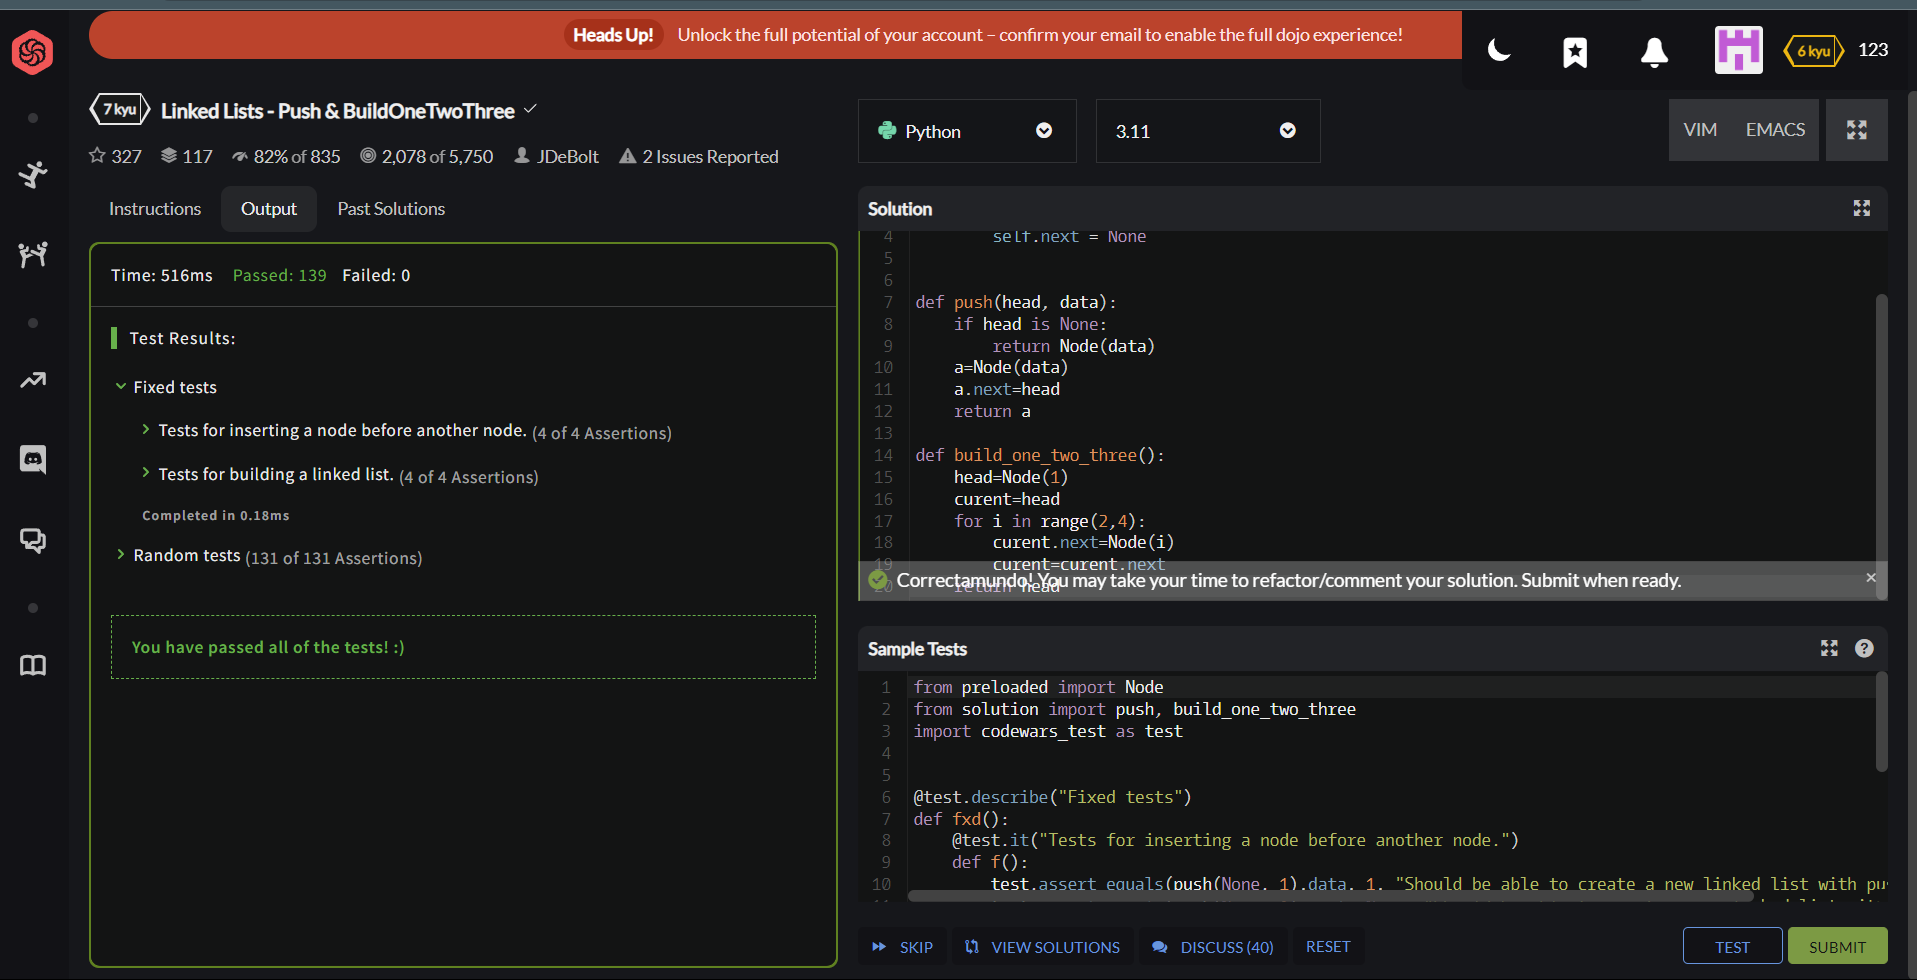 Heads Up! Unlock the full potential of your account – confirm your email to enable the full dojo experience!
6 kyu 123
7 kyu Linked Lists - Push & BuildOneTwoThree
327 117 82% of 835 2,078 of 5,750 JDeBolt 2 Issues Reported
Instructions Output Past Solutions
Time: 516ms Passed: 139 Failed: 0
Test Results:
Fixed tests
Tests for inserting a node before another node. (4 of 4 Assertions)
Tests for building a linked list. (4 of 4 Assertions)
Completed in 0.18ms
Random tests (131 of 131 Assertions)
You have passed all of the tests! :)
Python 3.11 VIM EMACS
Solution
4         self.next = None
5
6
7 def push(head, data):
8     if head is None:
9         return Node(data)
10     a=Node(data)
11     a.next=head
12     return a
13
14 def build_one_two_three():
15     head=Node(1)
16     curent=head
17     for i in range(2,4):
18         curent.next=Node(i)
19         curent=curent.next
20     return head
Correctamundo! You may take your time to refactor/comment your solution. Submit when ready.
Sample Tests
1 from preloaded import Node
2 from solution import push, build_one_two_three
3 import codewars_test as test
4
5
6 @test.describe("Fixed tests")
7 def fxd():
8     @test.it("Tests for inserting a node before another node.")
9     def f():
10         test.assert_equals(push(None, 1).data, 1, "Should be able to create a new linked list with pu
SKIP VIEW SOLUTIONS DISCUSS (40) RESET TEST SUBMIT